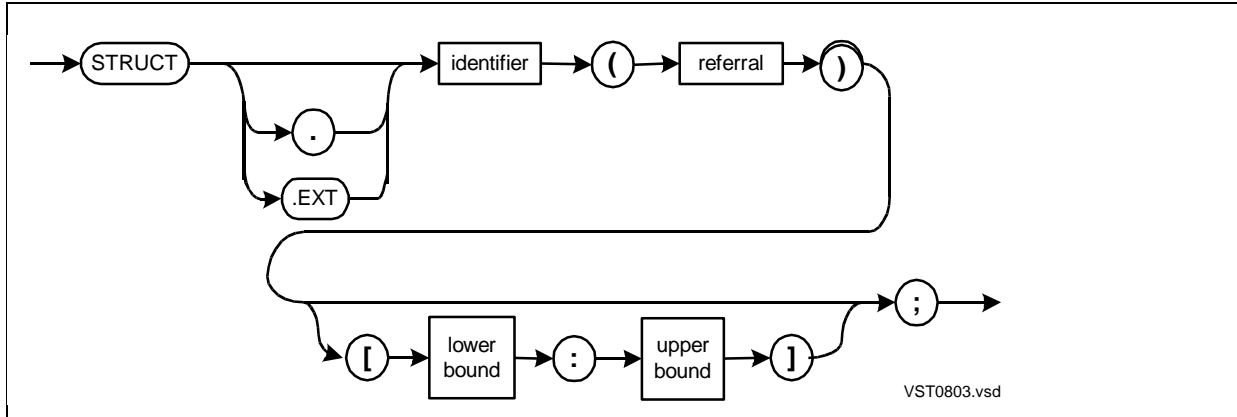 STRUCT identifier ( referral )
.
.EXT
[ lower bound : upper bound ] ;
VST0803.vsd